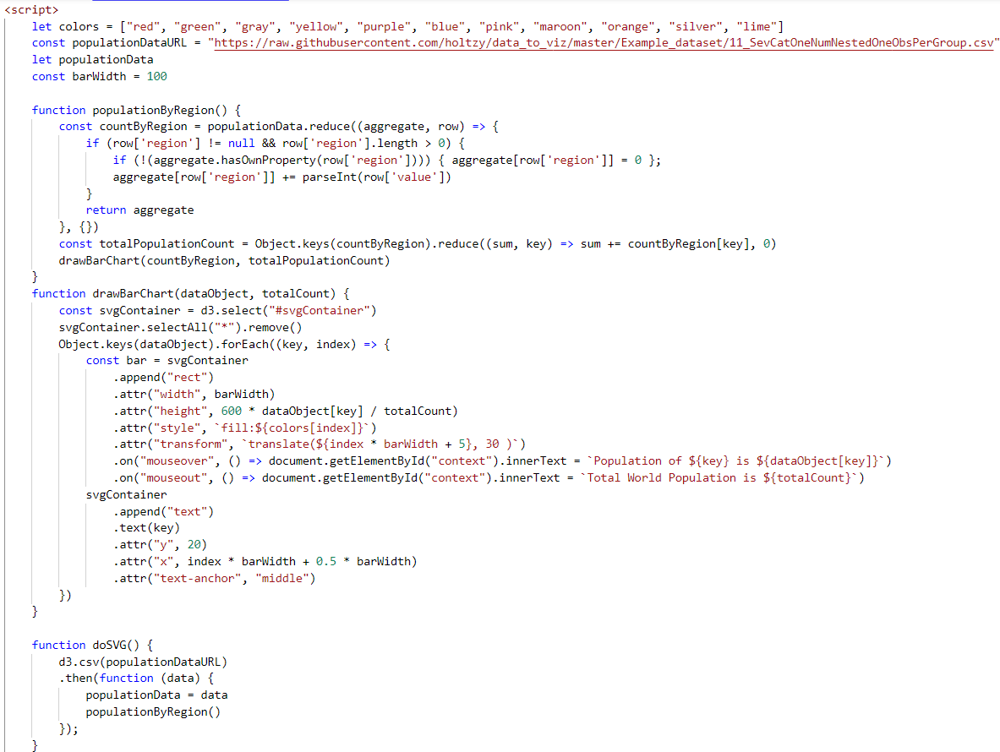 <script>
    let colors = ["red", "green", "gray", "yellow", "purple", "blue", "pink", "maroon", "orange", "silver", "lime"]
    const populationDataURL = "https://raw.githubusercontent.com/holtzy/data_to_viz/master/Example_dataset/11_SevCatOneNumNestedOneObsPerGroup.csv"
    let populationData
    const barWidth = 100

    function populationByRegion() {
        const countByRegion = populationData.reduce((aggregate, row) => {
            if (row['region'] != null && row['region'].length > 0) {
                if (!(aggregate.hasOwnProperty(row['region']))) { aggregate[row['region']] = 0 };
                aggregate[row['region']] += parseInt(row['value'])
            }
            return aggregate
        }, {})
        const totalPopulationCount = Object.keys(countByRegion).reduce((sum, key) => sum += countByRegion[key], 0)
        drawBarChart(countByRegion, totalPopulationCount)
    }
    function drawBarChart(dataObject, totalCount) {
        const svgContainer = d3.select("#svgContainer")
        svgContainer.selectAll("*").remove()
        Object.keys(dataObject).forEach((key, index) => {
            const bar = svgContainer
                .append("rect")
                .attr("width", barWidth)
                .attr("height", 600 * dataObject[key] / totalCount)
                .attr("style", `fill:${colors[index]}`)
                .attr("transform", `translate(${index * barWidth + 5}, 30 )`)
                .on("mouseover", () => document.getElementById("context").innerText = `Population of ${key} is ${dataObject[key]}`)
                .on("mouseout", () => document.getElementById("context").innerText = `Total World Population is ${totalCount}`)
            svgContainer
                .append("text")
                .text(key)
                .attr("y", 20)
                .attr("x", index * barWidth + 0.5 * barWidth)
                .attr("text-anchor", "middle")
        })
    }

    function doSVG() {
        d3.csv(populationDataURL)
        .then(function (data) {
            populationData = data
            populationByRegion()
        });
    }